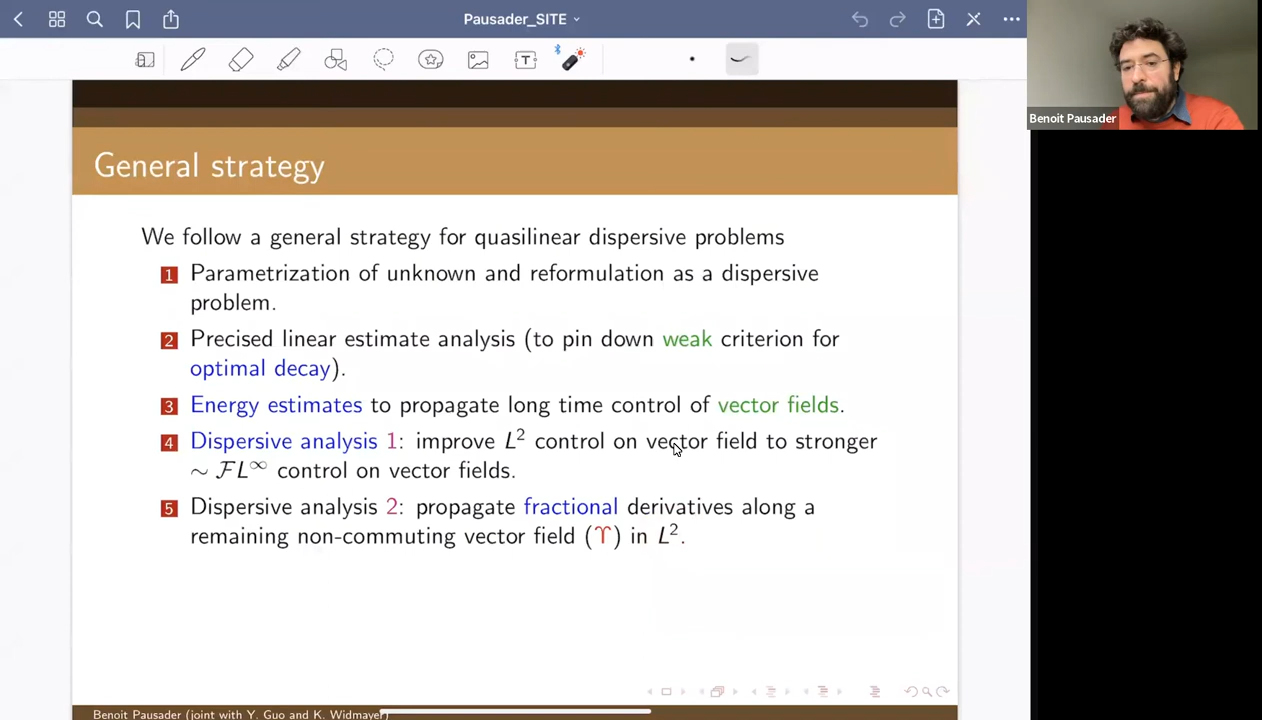 Pausader_SITE
Benoit Pausader
General strategy
We follow a general strategy for quasilinear dispersive problems
1 Parametrization of unknown and reformulation as a dispersive
problem.
2 Precised linear estimate analysis (to pin down weak criterion for
optimal decay).
3 Energy estimates to propagate long time control of vector fields.
4 Dispersive analysis 1: improve L² control on vector field to stronger
∼ 𝓕L^∞ control on vector fields.
5 Dispersive analysis 2: propagate fractional derivatives along a
remaining non-commuting vector field (ϒ) in L².
Benoit Pausader (joint with Y. Guo and K. Widmayer)